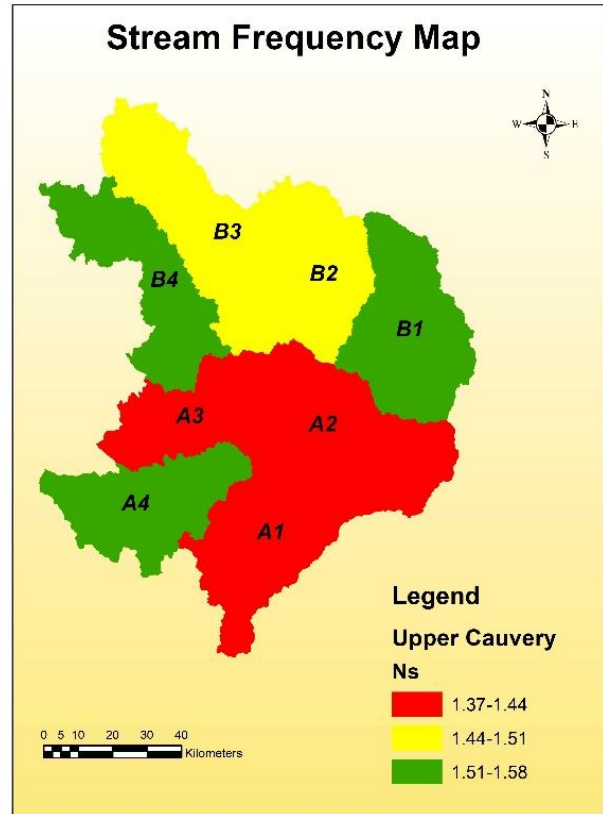 Stream Frequency Map
N
W E
S
B3
B4
B2
B1
A3
A2
A4
A1
Legend
Upper Cauvery
Ns
1.37-1.44
1.44-1.51
1.51-1.58
0 5 10 20 30 40
Kilometers